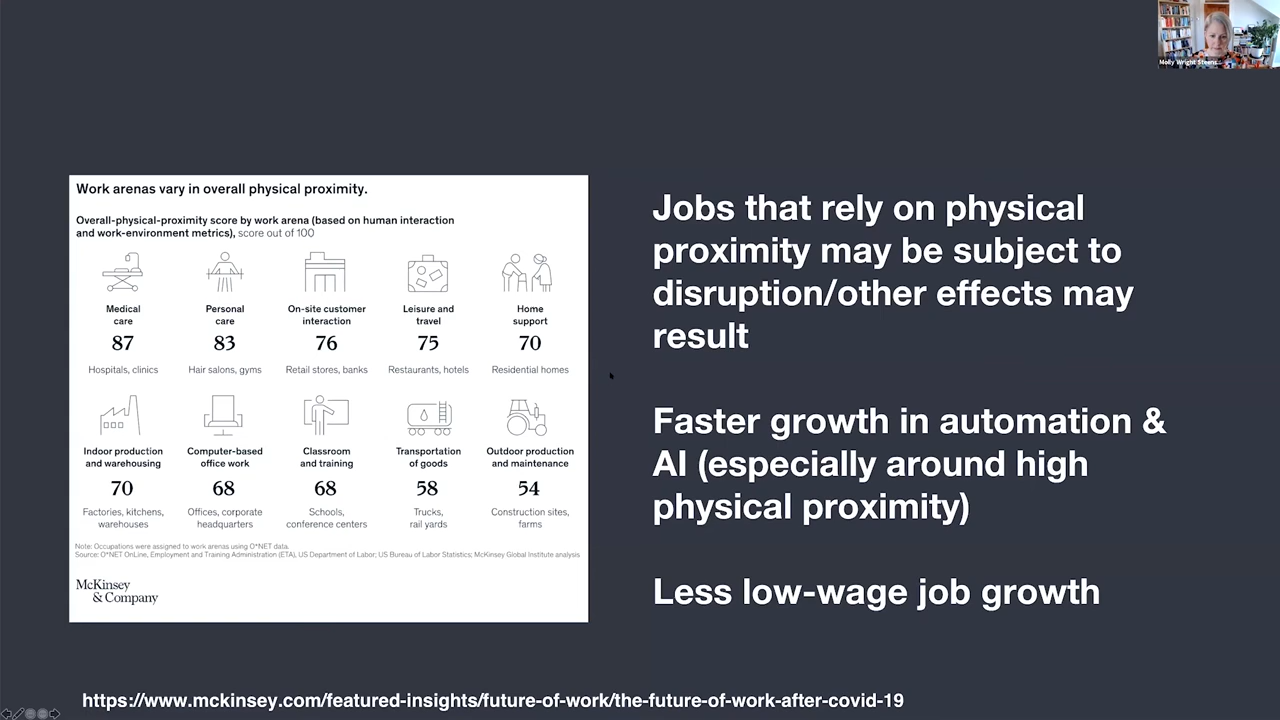 Molly Wright Steens
Work arenas vary in overall physical proximity.
Overall-physical-proximity score by work arena (based on human interaction
and work-environment metrics), score out of 100
Medical
care
87
Hospitals, clinics
Personal
care
83
Hair salons, gyms
On-site customer
interaction
76
Retail stores, banks
Leisure and
travel
75
Restaurants, hotels
Home
support
70
Residential homes
Indoor production
and warehousing
70
Factories, kitchens,
warehouses
Computer-based
office work
68
Offices, corporate
headquarters
Classroom
and training
68
Schools,
conference centers
Transportation
of goods
58
Trucks,
rail yards
Outdoor production
and maintenance
54
Construction sites,
farms
Note: Occupations were assigned to work arenas using O*NET data.
Source: O*NET OnLine, Employment and Training Administration (ETA), US Department of Labor; US Bureau of Labor Statistics; McKinsey Global Institute analysis
McKinsey
& Company
Jobs that rely on physical
proximity may be subject to
disruption/other effects may
result
Faster growth in automation &
AI (especially around high
physical proximity)
Less low-wage job growth
https://www.mckinsey.com/featured-insights/future-of-work/the-future-of-work-after-covid-19